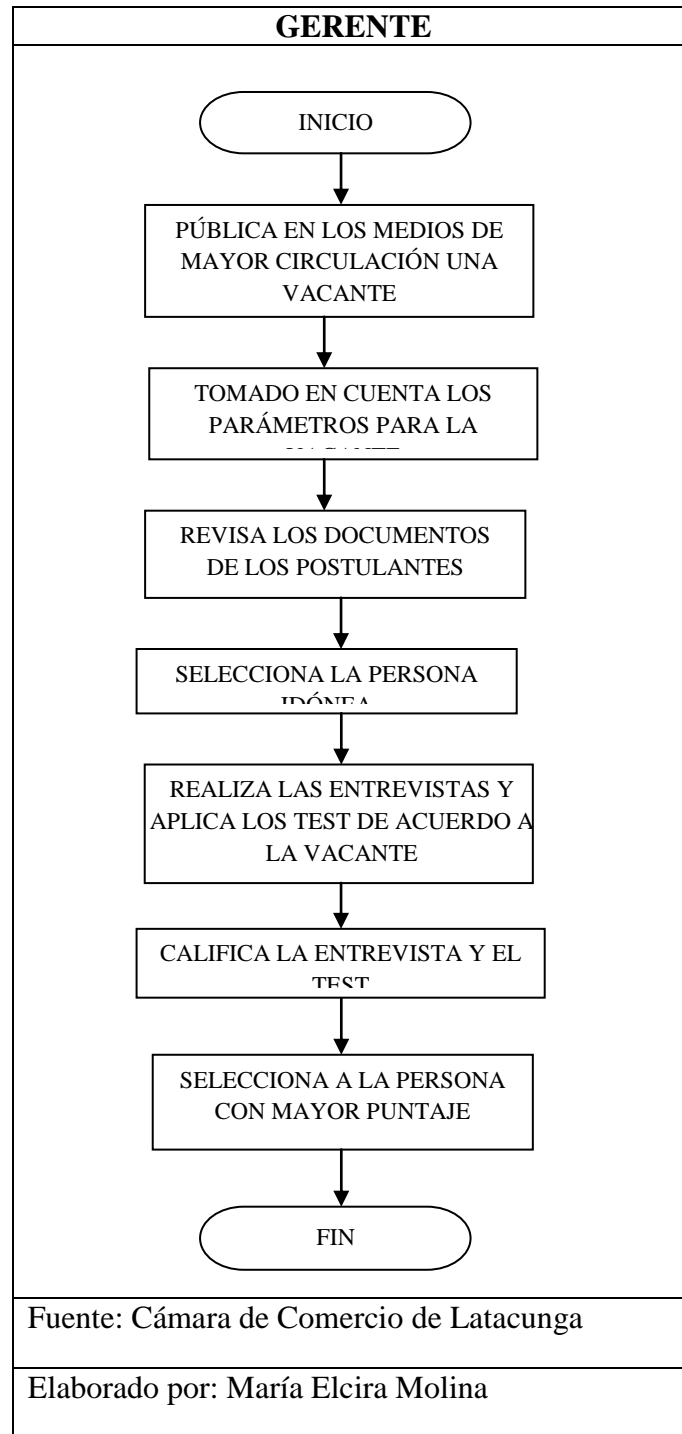 GERENTE
INICIO
PÚBLICA EN LOS MEDIOS DE
MAYOR CIRCULACIÓN UNA
VACANTE
TOMADO EN CUENTA LOS
PARÁMETROS PARA LA
REVISA LOS DOCUMENTOS
DE LOS POSTULANTES
SELECCIONA LA PERSONA
IDÓNEA
REALIZA LAS ENTREVISTAS Y
APLICA LOS TEST DE ACUERDO A
LA VACANTE
CALIFICA LA ENTREVISTA Y EL
TEST
SELECCIONA A LA PERSONA
CON MAYOR PUNTAJE
FIN
Fuente: Cámara de Comercio de Latacunga
Elaborado por: María Elcira Molina